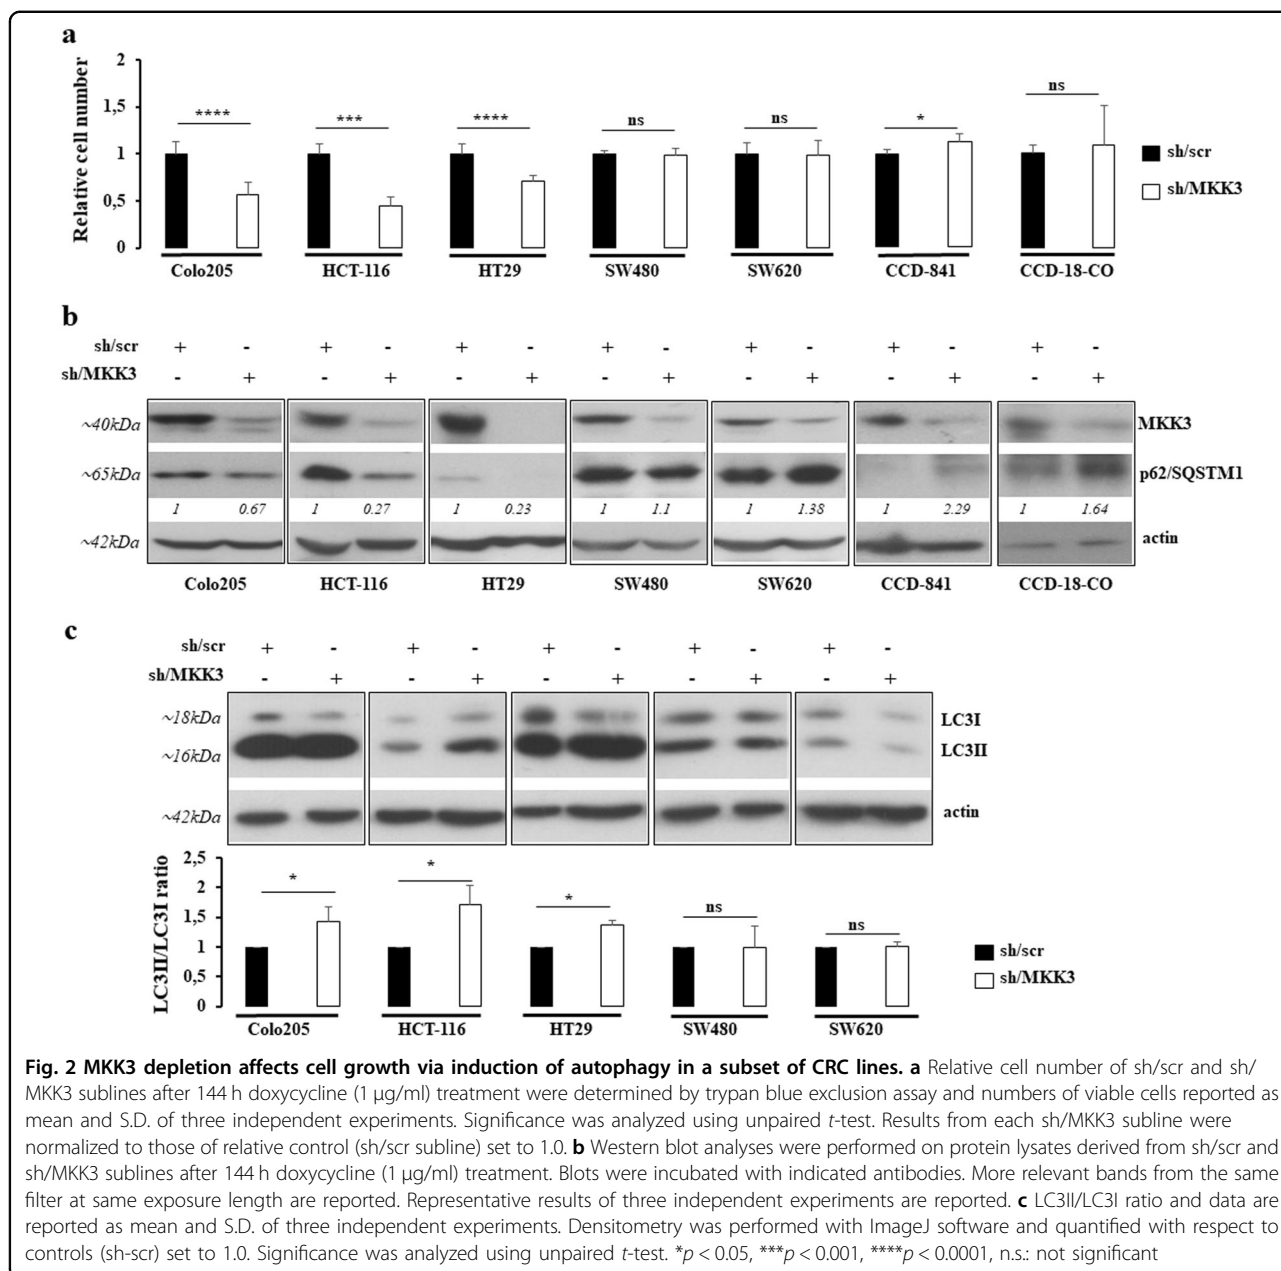 a
Relative cell number
2
1,5
1
0,5
0
**** *** **** ns ns * ns
sh/scr
sh/MKK3
Colo205 HCT-116 HT29 SW480 SW620 CCD-841 CCD-18-CO
b
sh/scr + - + - + - + - + - + - + -
sh/MKK3 - + - + - + - + - + - + - +
~40kDa MKK3
~65kDa p62/SQSTM1
1 0.67 1 0.27 1 0.23 1 1.1 1 1.38 1 2.29 1 1.64
~42kDa actin
Colo205 HCT-116 HT29 SW480 SW620 CCD-841 CCD-18-CO
c
sh/scr + - + - + - + - + -
sh/MKK3 - + - + - + - + - +
~18kDa LC3I
~16kDa LC3II
~42kDa actin
LC3II/LC3I ratio
2,5
2
1,5
1
0,5
0
* * * ns ns
sh/scr
sh/MKK3
Colo205 HCT-116 HT29 SW480 SW620
Fig. 2 MKK3 depletion affects cell growth via induction of autophagy in a subset of CRC lines. a Relative cell number of sh/scr and sh/
MKK3 sublines after 144 h doxycycline (1 μg/ml) treatment were determined by trypan blue exclusion assay and numbers of viable cells reported as
mean and S.D. of three independent experiments. Significance was analyzed using unpaired t-test. Results from each sh/MKK3 subline were
normalized to those of relative control (sh/scr subline) set to 1.0. b Western blot analyses were performed on protein lysates derived from sh/scr and
sh/MKK3 sublines after 144 h doxycycline (1 μg/ml) treatment. Blots were incubated with indicated antibodies. More relevant bands from the same
filter at same exposure length are reported. Representative results of three independent experiments are reported. c LC3II/LC3I ratio and data are
reported as mean and S.D. of three independent experiments. Densitometry was performed with ImageJ software and quantified with respect to
controls (sh-scr) set to 1.0. Significance was analyzed using unpaired t-test. *p < 0.05, ***p < 0.001, ****p < 0.0001, n.s.: not significant